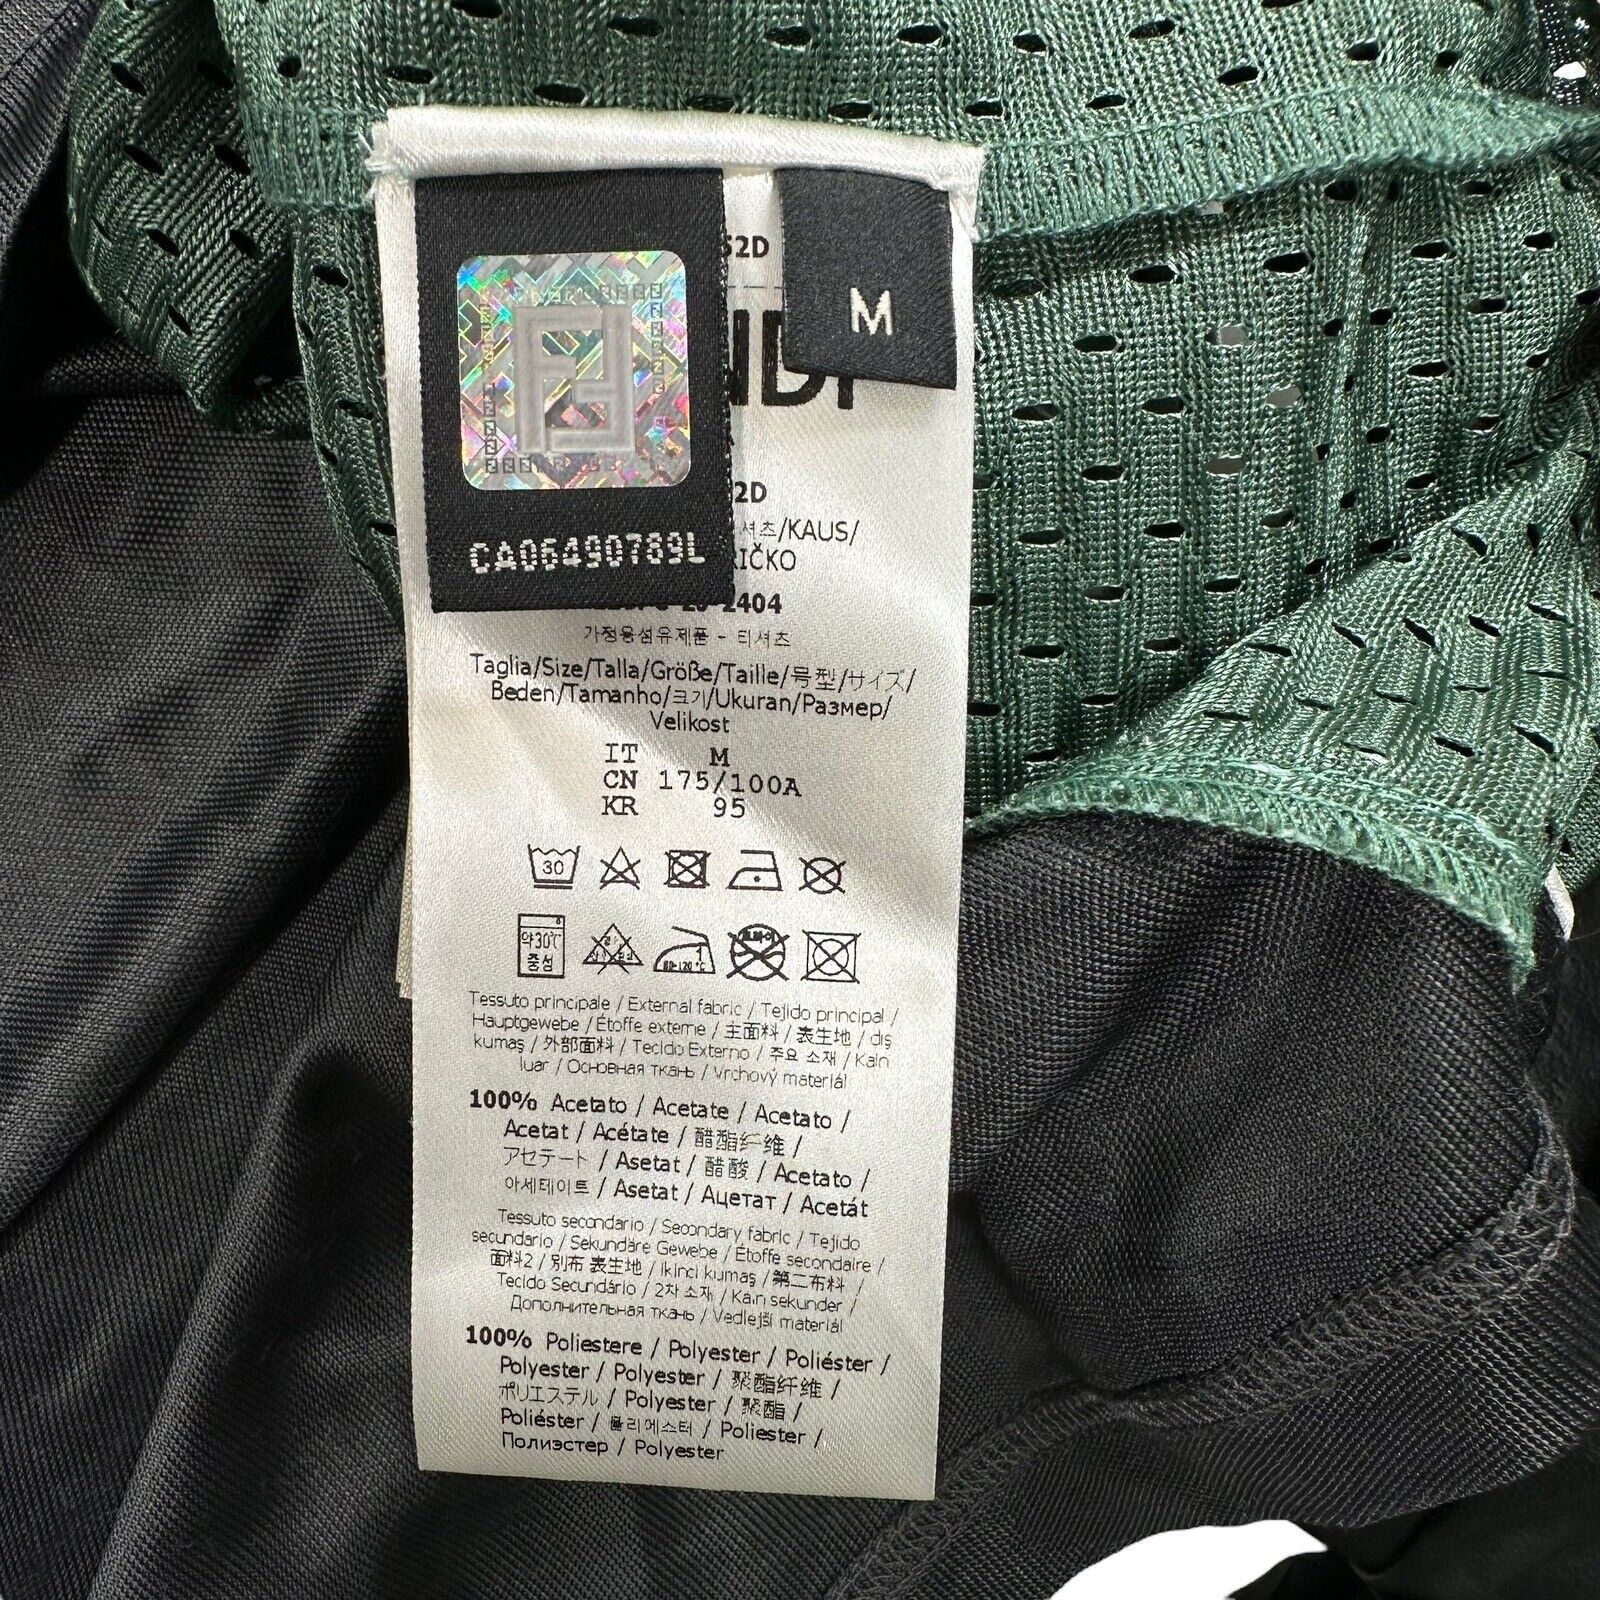 52D
M
NDI
2D
셔츠/KAUS/
RIČKO
2404
CA06490789L
가정용섬유제품 - 티셔츠
Taglia/Size/Talla/Größe/Taille/号型/サイズ/
Beden/Tamanho/크기/Ukuran/Размер/
Velikost
IT M
CN 175/100A
KR 95
30
약30℃
중성
80-120℃
Tessuto principale / External fabric / Tejido principal /
Hauptgewebe / Étoffe externe / 主面料 / 表生地 / dış
kumaş / 外部面料 / Tecido Externo / 주요 소재 / Kain
luar / Основная ткань / Vrchový materiál
100% Acetato / Acetate / Acetato /
Acetat / Acétate / 醋酯纤维 /
アセテート / Asetat / 醋酸 / Acetato /
아세테이트 / Asetat / Ацетат / Acetát
Tessuto secondario / Secondary fabric / Tejido
secundario / Sekundäre Gewebe / Étoffe secondaire /
面料2 / 別布 表生地 / ikinci kumaş / 第二布料 /
Tecido Secundário / 2차 소재 / Kain sekunder /
Дополнительная ткань / Vedlejší materiál
100% Poliestere / Polyester / Poliéster /
Polyester / Polyester / 聚酯纤维 /
ポリエステル / Polyester / 聚酯 /
Poliéster / 폴리에스터 / Poliester /
Полиэстер / Polyester